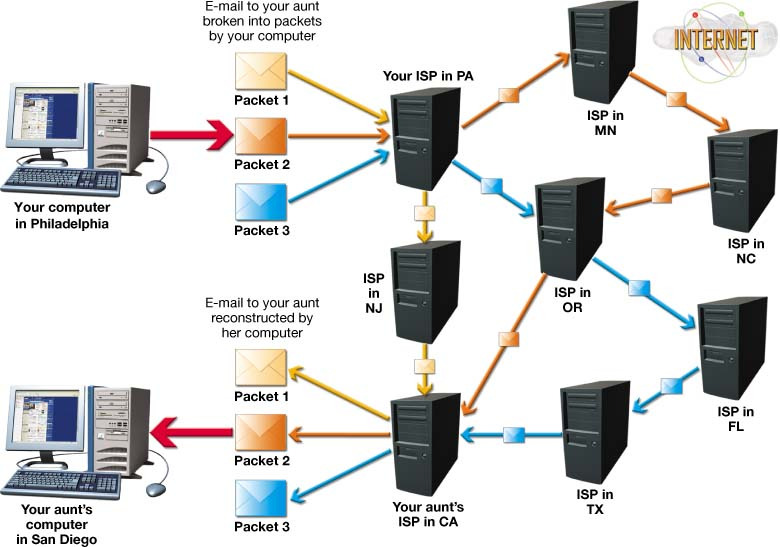 E-mail to your aunt
broken into packets
by your computer
INTERNET
Your ISP in PA
Packet 1
ISP in
MN
Packet 2
Your computer
in Philadelphia
Packet 3
ISP in
NC
ISP
in
NJ
ISP in
OR
E-mail to your aunt
reconstructed by
her computer
Packet 1
ISP in
FL
Packet 2
ISP in
TX
Your aunt's
computer
in San Diego
Packet 3
Your aunt's
ISP in CA